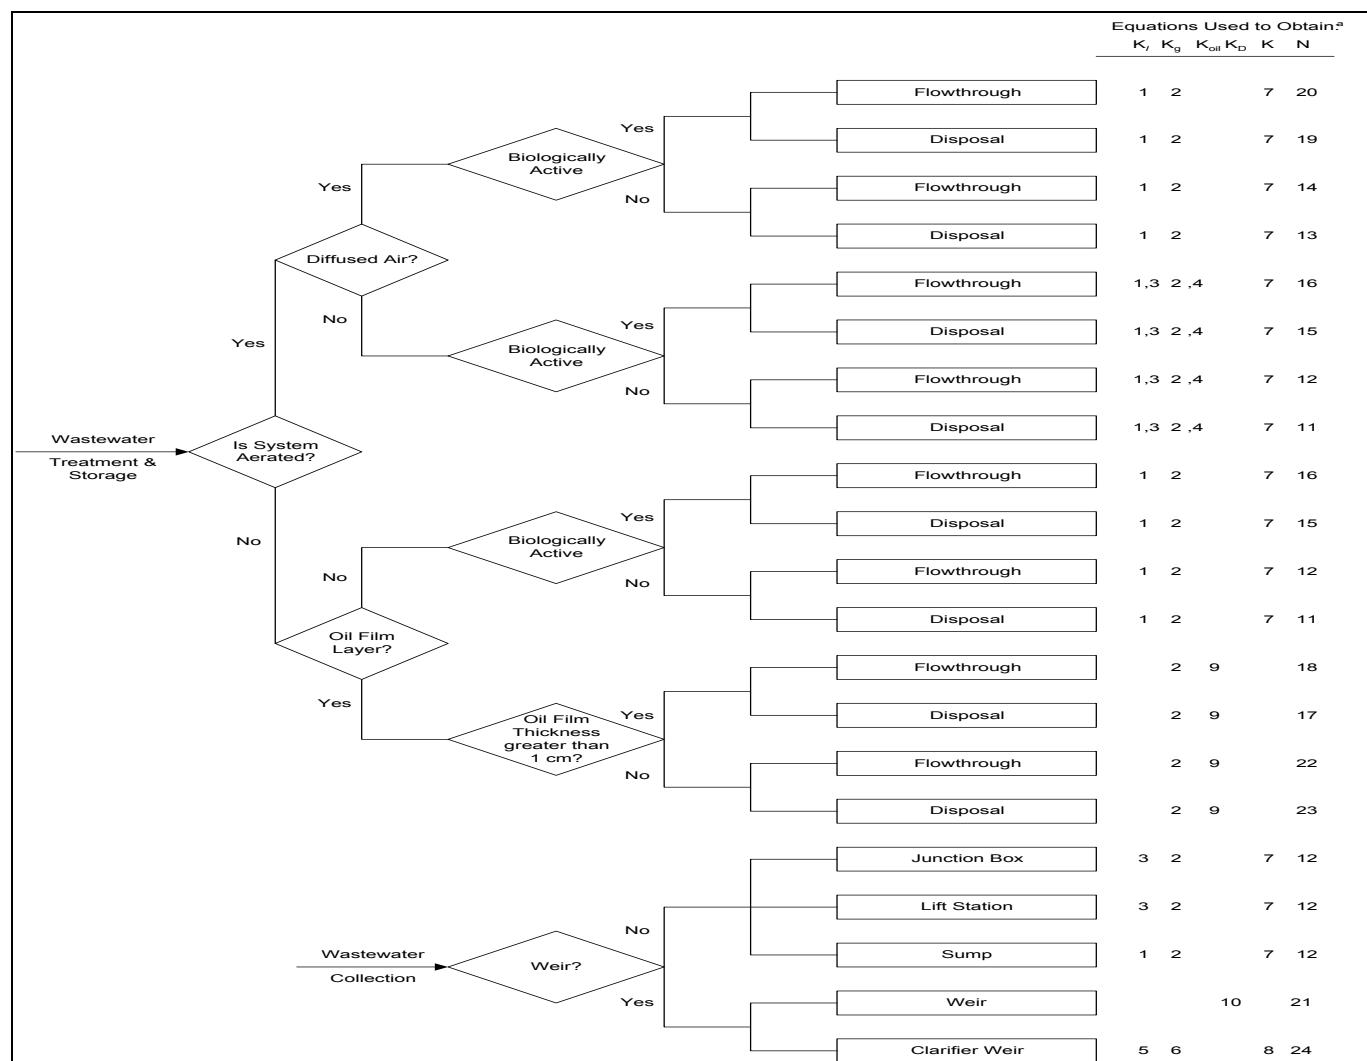 Equations Used to Obtain:a
Kl Kg Koil KD K N
Flowthrough 1 2 7 20
Yes
Disposal 1 2 7 19
Biologically
Active
Yes
Flowthrough 1 2 7 14
No
Disposal 1 2 7 13
Diffused Air?
Flowthrough 1,3 2 ,4 7 16
No
Yes
Disposal 1,3 2 ,4 7 15
Yes
Biologically
Active
Flowthrough 1,3 2 ,4 7 12
No
Disposal 1,3 2 ,4 7 11
Wastewater
Treatment &
Storage
Is System
Aerated?
Flowthrough 1 2 7 16
Yes
Disposal 1 2 7 15
No
Biologically
Active
Flowthrough 1 2 7 12
No
No
Disposal 1 2 7 11
Oil Film
Layer?
Flowthrough 2 9 18
Yes
Yes
Disposal 2 9 17
Oil Film
Thickness
greater than
1 cm?
Flowthrough 2 9 22
No
Disposal 2 9 23
Junction Box 3 2 7 12
Lift Station 3 2 7 12
No
Wastewater
Collection
Weir?
Sump 1 2 7 12
Yes
Weir 10 21
Clarifier Weir 5 6 8 24